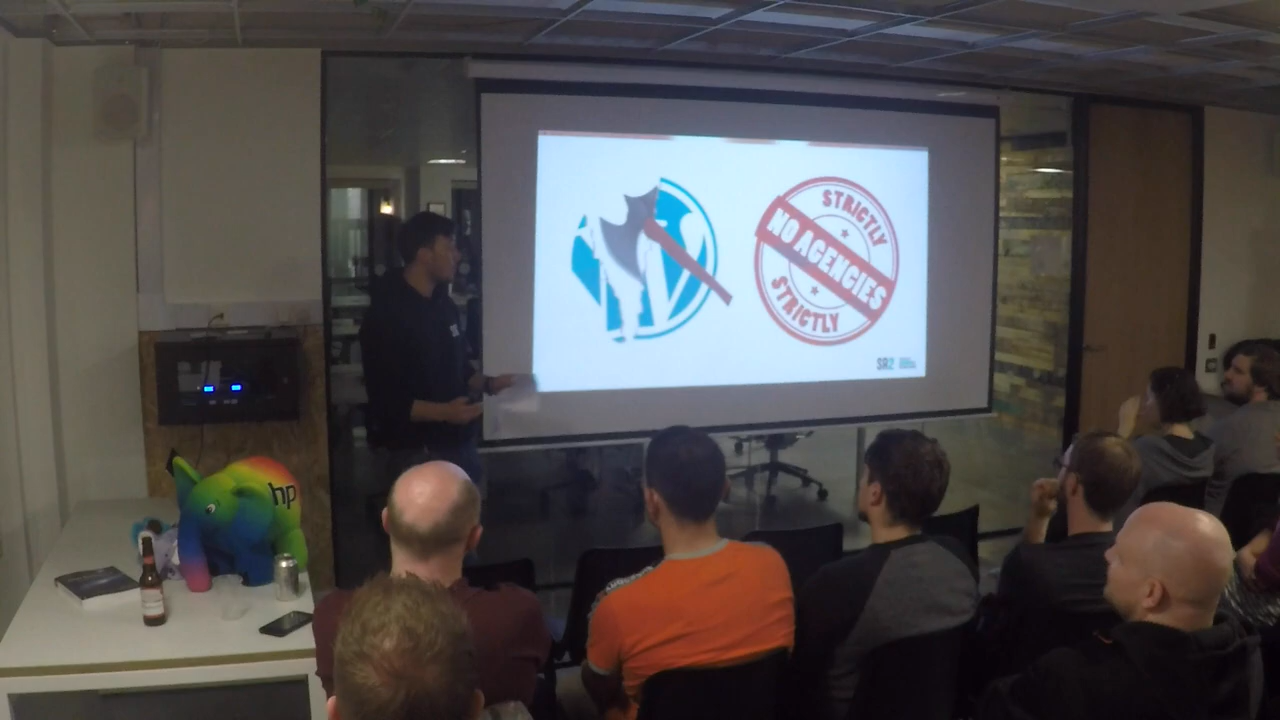 STRICTLY
NO AGENCIES
STRICTLY
SR2
hp